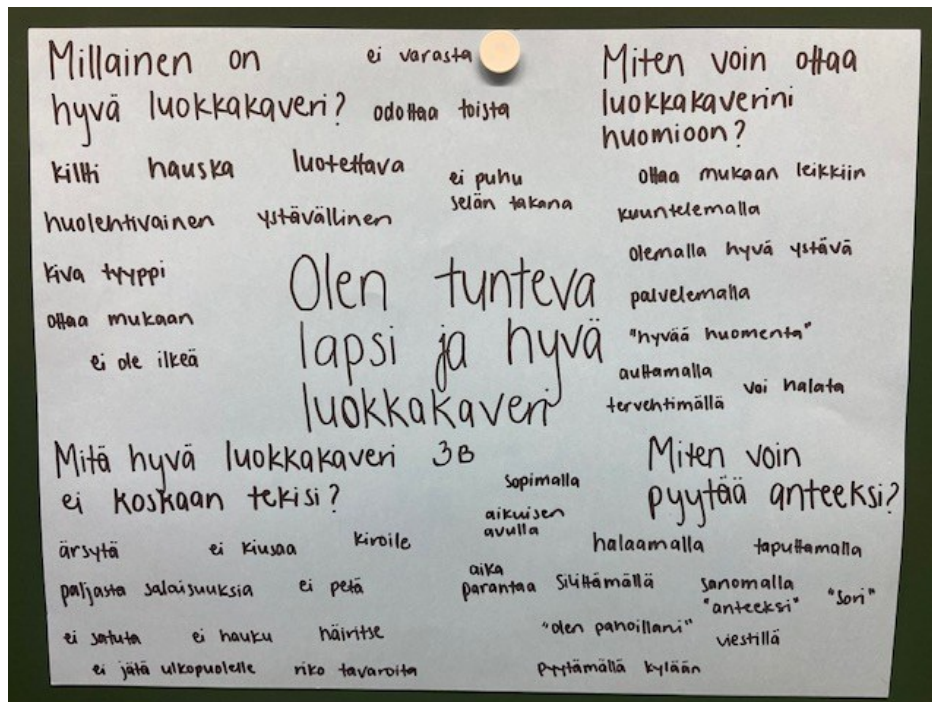 Millainen on
hyvä luokkakaveri?
ei varasta
odottaa toista
kiltti hauska luotettava
ei puhu
selän takana
huolehtivainen ystävällinen
kiva tyyppi
ottaa mukaan
ei ole ilkeä
Miten voin ottaa
luokkakaverini
huomioon?
ottaa mukaan leikkiin
kuuntelemalla
olemalla hyvä ystävä
palvelemalla
"hyvää huomenta"
auttamalla
voi halata
tervehtimällä
Olen tunteva
lapsi ja hyvä
luokkakaveri
3B
Mitä hyvä luokkakaveri
ei koskaan tekisi?
ärsytä ei kiusaa kiroile
paljasta salaisuuksia ei petä
ei satuta ei hauku häiritse
ei jätä ulkopuolelle riko tavaroita
Miten voin
pyytää anteeksi?
sopimalla
aikuisen
avulla
halaamalla taputtamalla
aika
parantaa
silittämällä
sanomalla
"anteeksi"
"sori"
"olen pahoillani"
viestillä
pyytämällä kylään